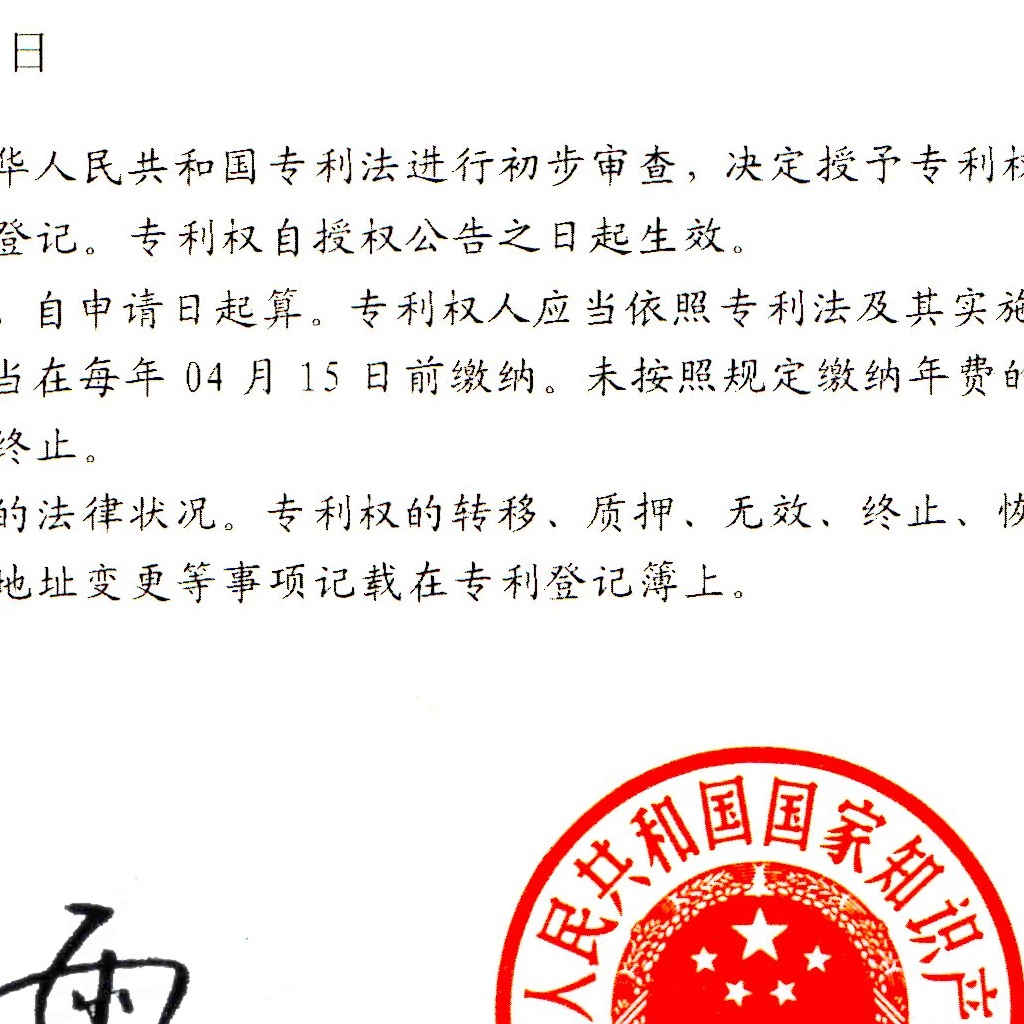 日
华人民共和国专利法进行初步审查，决定授予专利权
登记。专利权自授权公告之日起生效。
，自申请日起算。专利权人应当依照专利法及其实施
当在每年 04 月 15 日前缴纳。未按照规定缴纳年费的
终止。
的法律状况。专利权的转移、质押、无效、终止、恢
地址变更等事项记载在专利登记簿上。
人民共和国国家知识产